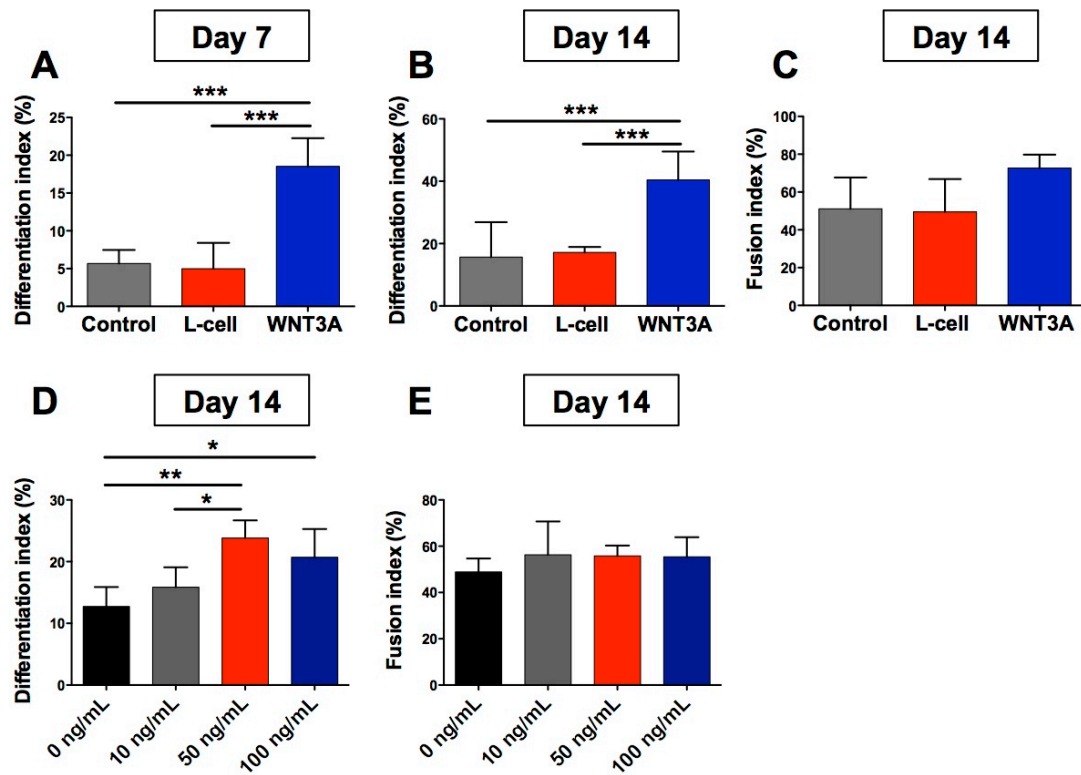 Day 7
Day 14
Day 14
A
B
C
***
***
Differentiation index (%)
25
20
15
10
5
0
Control L-cell WNT3A
***
***
Differentiation index (%)
60
40
20
0
Control L-cell WNT3A
Fusion index (%)
100
80
60
40
20
0
Control L-cell WNT3A
Day 14
Day 14
D
E
*
**
*
Differentiation index (%)
30
20
10
0
0 ng/mL
10 ng/mL
50 ng/mL
100 ng/mL
Fusion index (%)
80
60
40
20
0
0 ng/mL
10 ng/mL
50 ng/mL
100 ng/mL